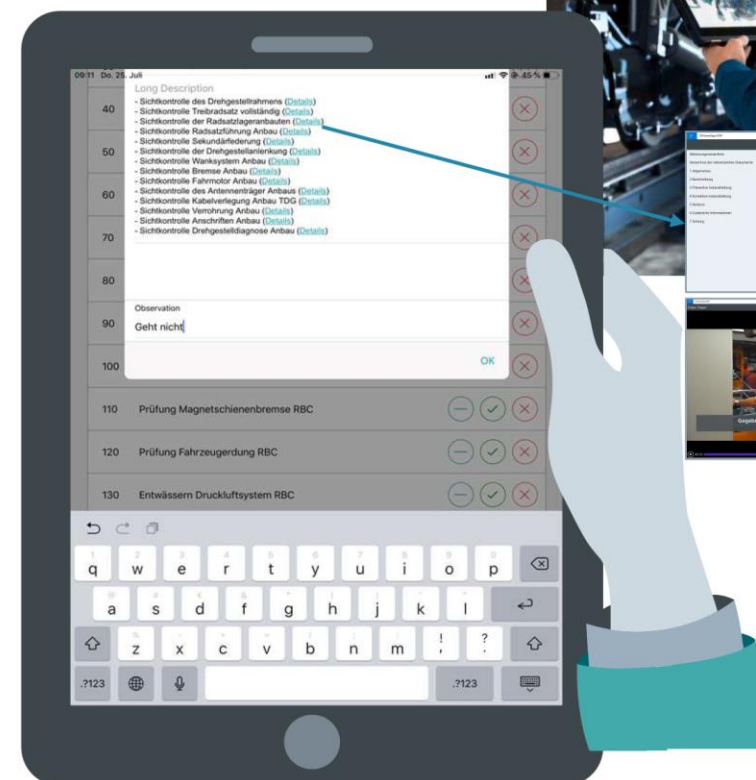 09:11 Do. 25. Juli
45 %
Long Description
- Sichtkontrolle des Drehgestellrahmens (Details)
- Sichtkontrolle Treibradsatz vollständig (Details)
- Sichtkontrolle der Radsatzlageranbauten (Details)
- Sichtkontrolle Radsatzführung Anbau (Details)
- Sichtkontrolle Sekundärfederung (Details)
- Sichtkontrolle der Drehgestellanlenkung (Details)
- Sichtkontrolle Wanksystem Anbau (Details)
- Sichtkontrolle Bremse Anbau (Details)
- Sichtkontrolle Fahrmotor Anbau (Details)
- Sichtkontrolle des Antennenträger Anbaus (Details)
- Sichtkontrolle Kabelverlegung Anbau TDG (Details)
- Sichtkontrolle Verrohrung Anbau (Details)
- Sichtkontrolle Anschriften Anbau (Details)
- Sichtkontrolle Drehgestelldiagnose Anbau (Details)
40
50
60
70
80
90
100
Observation
Geht nicht
OK
110 Prüfung Magnetschienenbremse RBC
120 Prüfung Fahrzeugerdung RBC
130 Entwässern Druckluftsystem RBC
1 2 3 4 5 6 7 8 9 0
q w e r t y u i o p
a s d f g h j k l
z x c v b n m ! , ? .
.?123 .?123